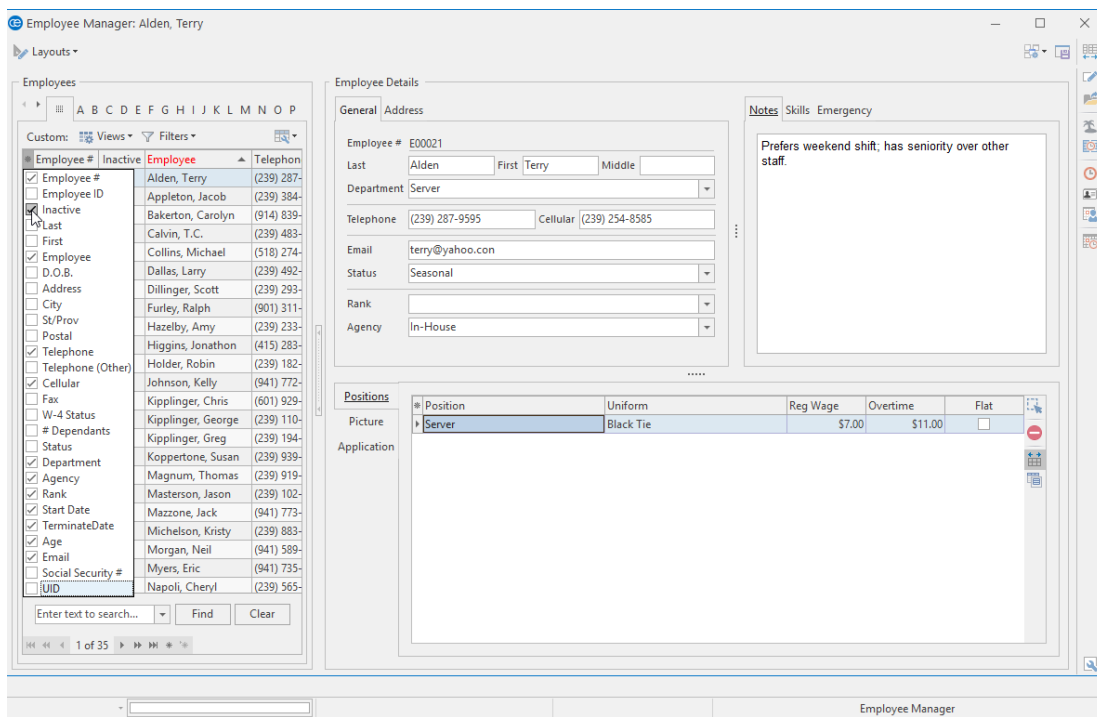 Employee Manager: Alden, Terry
Layouts
Employees
A B C D E F G H I J K L M N O P
Custom: Views Filters
Employee # Inactive Employee Telephon
Employee #
Employee ID
Inactive
Last
First
Employee
D.O.B.
Address
City
St/Prov
Postal
Telephone
Telephone (Other)
Cellular
Fax
W-4 Status
# Dependants
Status
Department
Agency
Rank
Start Date
TerminateDate
Age
Email
Social Security #
UID
Alden, Terry (239) 287-
Appleton, Jacob (239) 384-
Bakerton, Carolyn (914) 839-
Calvin, T.C. (239) 483-
Collins, Michael (518) 274-
Dallas, Larry (239) 492-
Dillinger, Scott (239) 293-
Furley, Ralph (901) 311-
Hazelby, Amy (239) 233-
Higgins, Jonathon (415) 283-
Holder, Robin (239) 182-
Johnson, Kelly (941) 772-
Kipplinger, Chris (601) 929-
Kipplinger, George (239) 110-
Kipplinger, Greg (239) 194-
Koppertone, Susan (239) 939-
Magnum, Thomas (239) 919-
Masterson, Jason (239) 102-
Mazzone, Jack (941) 773-
Michelson, Kristy (239) 883-
Morgan, Neil (941) 589-
Myers, Eric (941) 735-
Napoli, Cheryl (239) 565-
Enter text to search... Find Clear
1 of 35
Employee Details
General Address
Employee # E00021
Last Alden First Terry Middle
Department Server
Telephone (239) 287-9595 Cellular (239) 254-8585
Email terry@yahoo.con
Status Seasonal
Rank
Agency In-House
Notes Skills Emergency
Prefers weekend shift; has seniority over other
staff.
Positions
Picture
Application
Position Uniform Reg Wage Overtime Flat
Server Black Tie $7.00 $11.00
Employee Manager